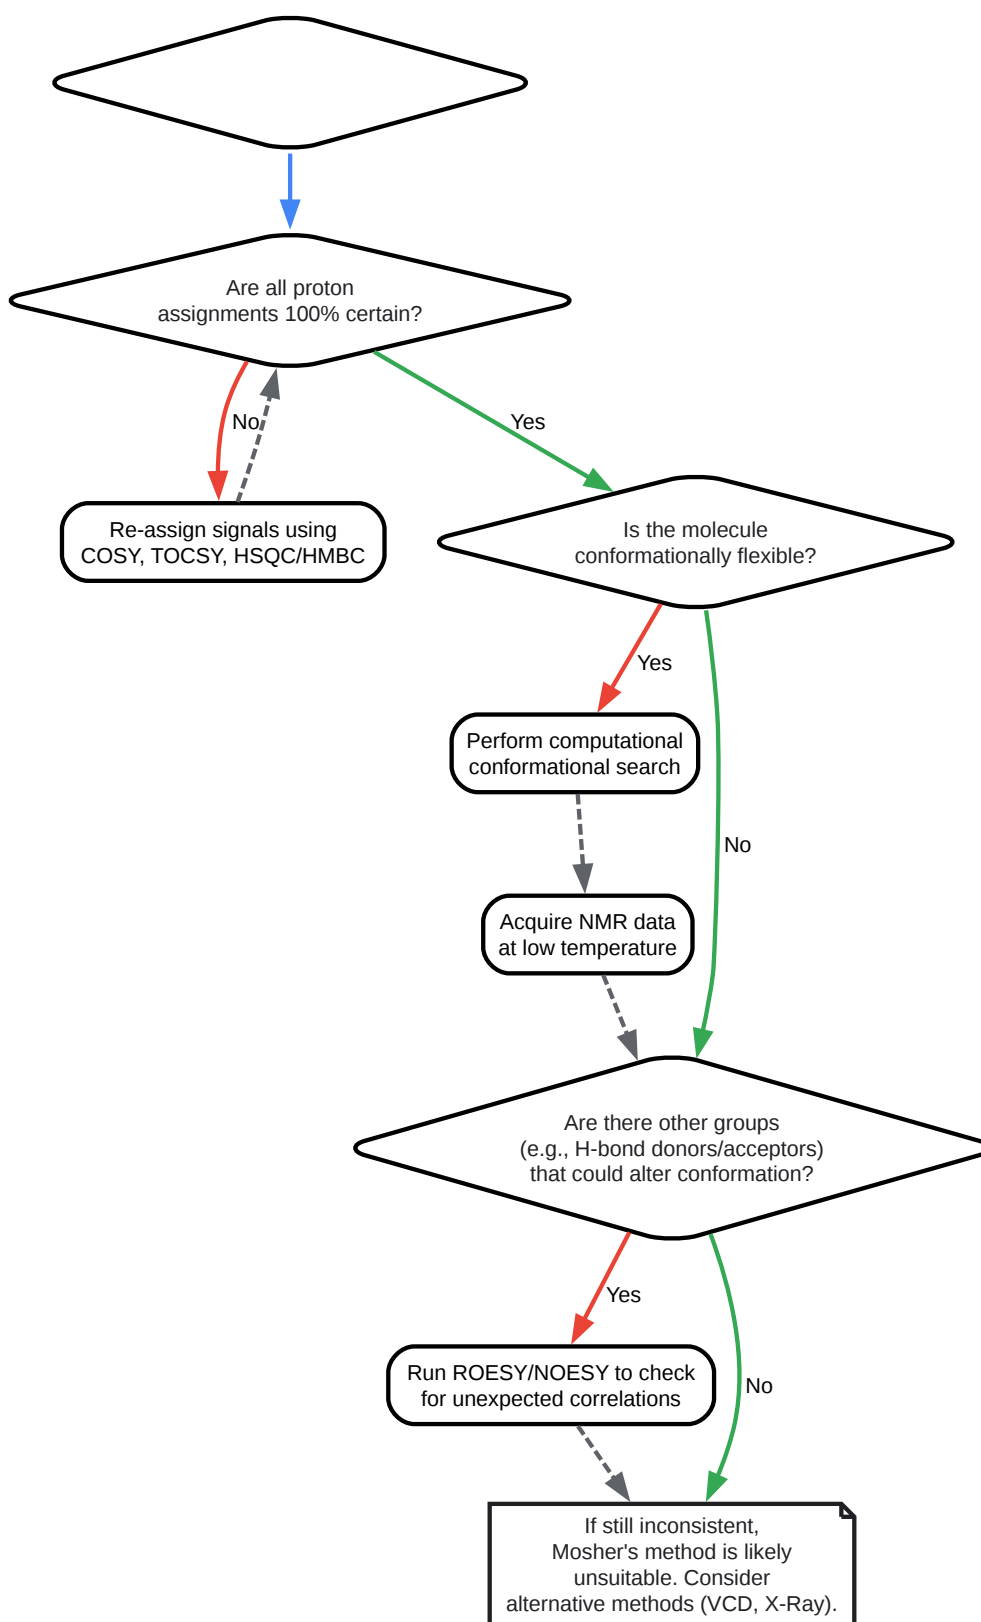 Are all proton
assignments 100% certain?
No
Yes
Re-assign signals using
COSY, TOCSY, HSQC/HMBC
Is the molecule
conformationally flexible?
Yes
Perform computational
conformational search
No
Acquire NMR data
at low temperature
Are there other groups
(e.g., H-bond donors/acceptors)
that could alter conformation?
Yes
Run ROESY/NOESY to check
for unexpected correlations
No
If still inconsistent,
Mosher's method is likely
unsuitable. Consider
alternative methods (VCD, X-Ray).